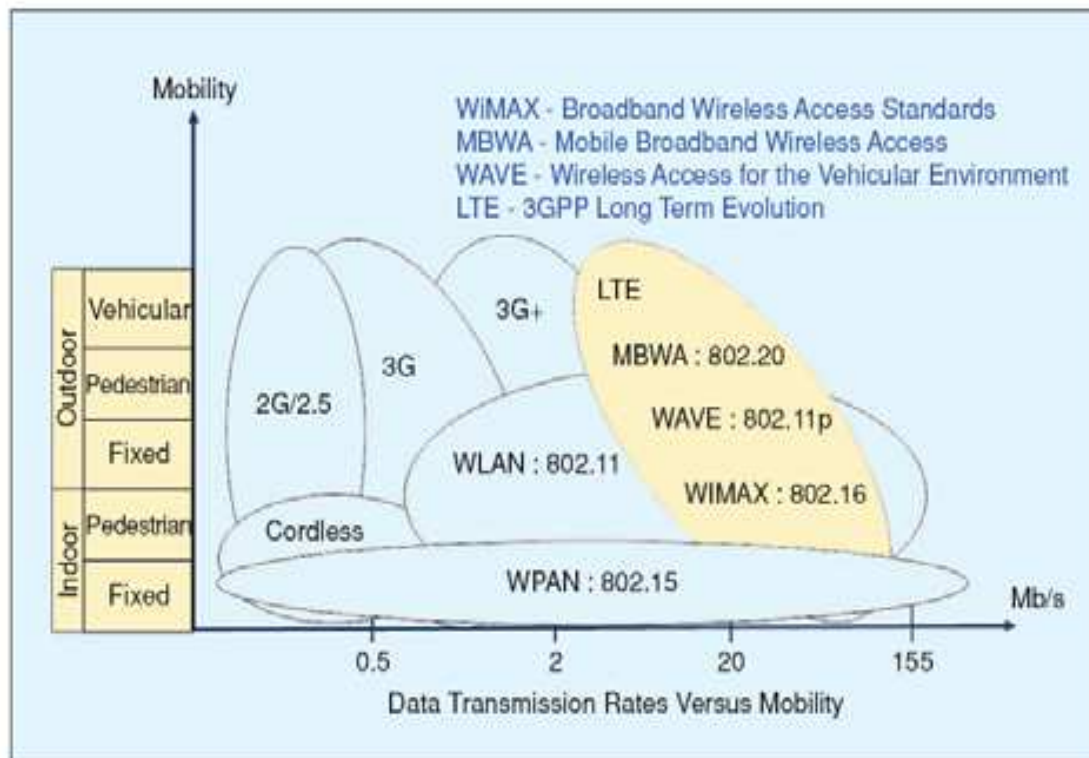 Mobility
WiMAX - Broadband Wireless Access Standards
MBWA - Mobile Broadband Wireless Access
WAVE - Wireless Access for the Vehicular Environment
LTE - 3GPP Long Term Evolution
Outdoor
Vehicular
Pedestrian
Fixed
Indoor
Pedestrian
Fixed
2G/2.5
3G
3G+
LTE
MBWA : 802.20
WAVE : 802.11p
WLAN : 802.11
WIMAX : 802.16
Cordless
WPAN : 802.15
Mb/s
0.5 2 20 155
Data Transmission Rates Versus Mobility